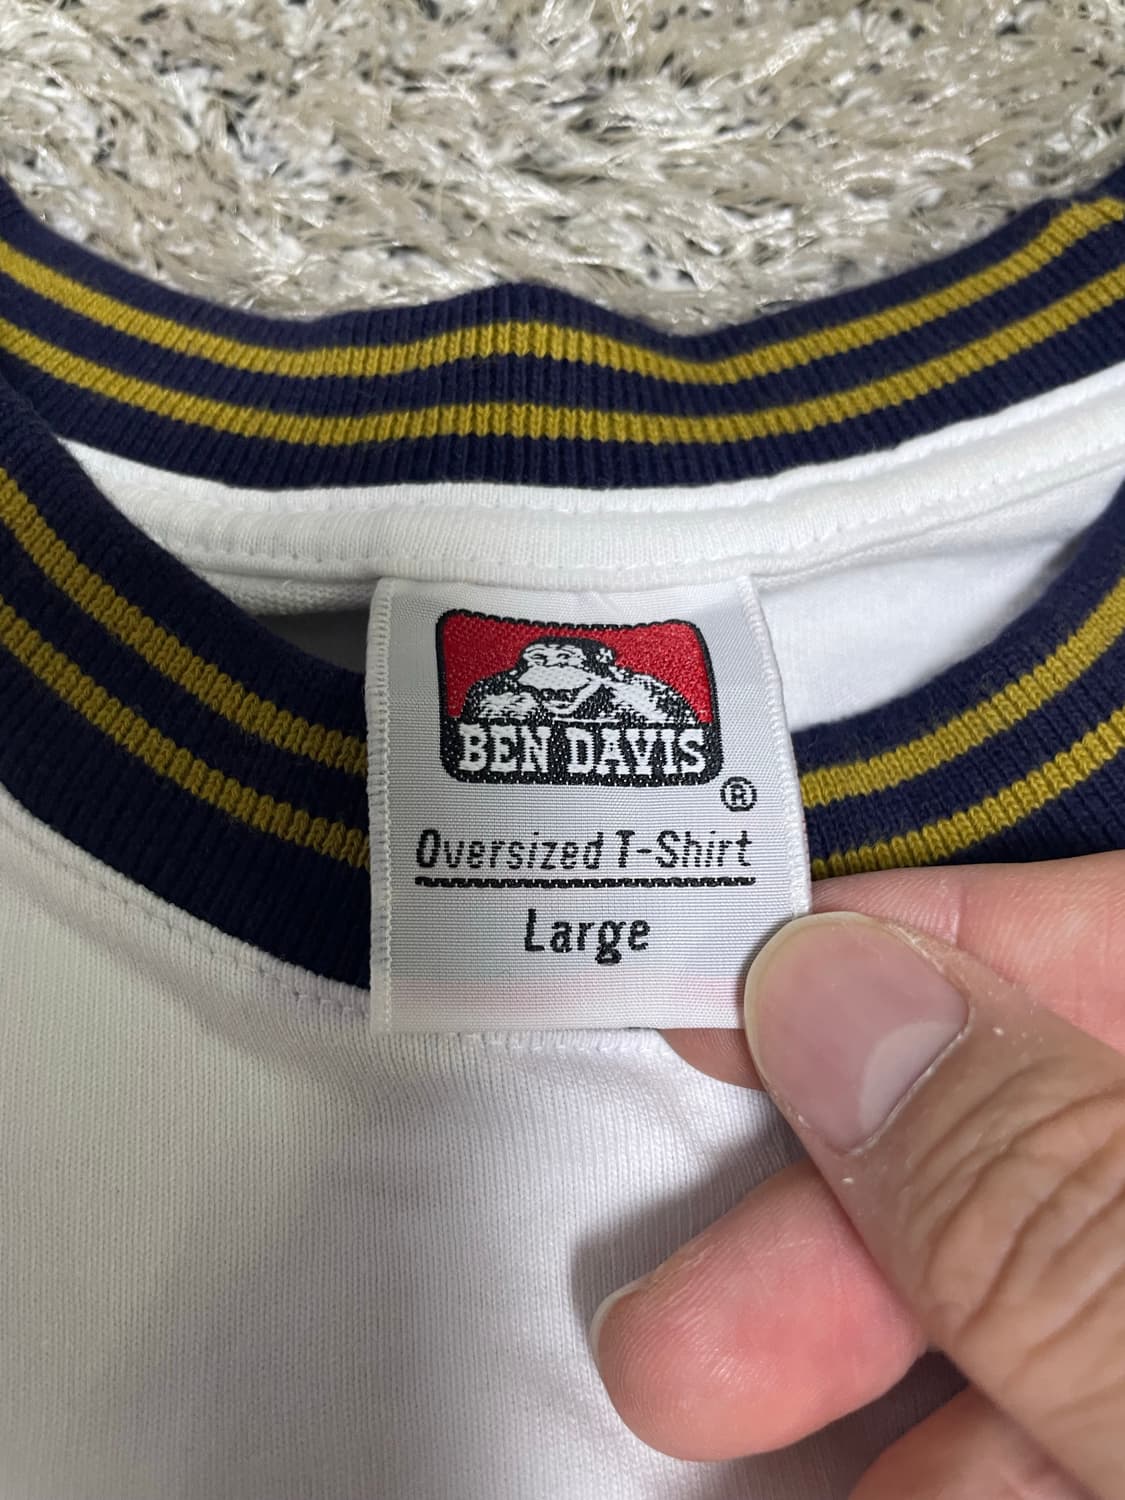 BEN DAVIS
®
Oversized T-Shirt
Large